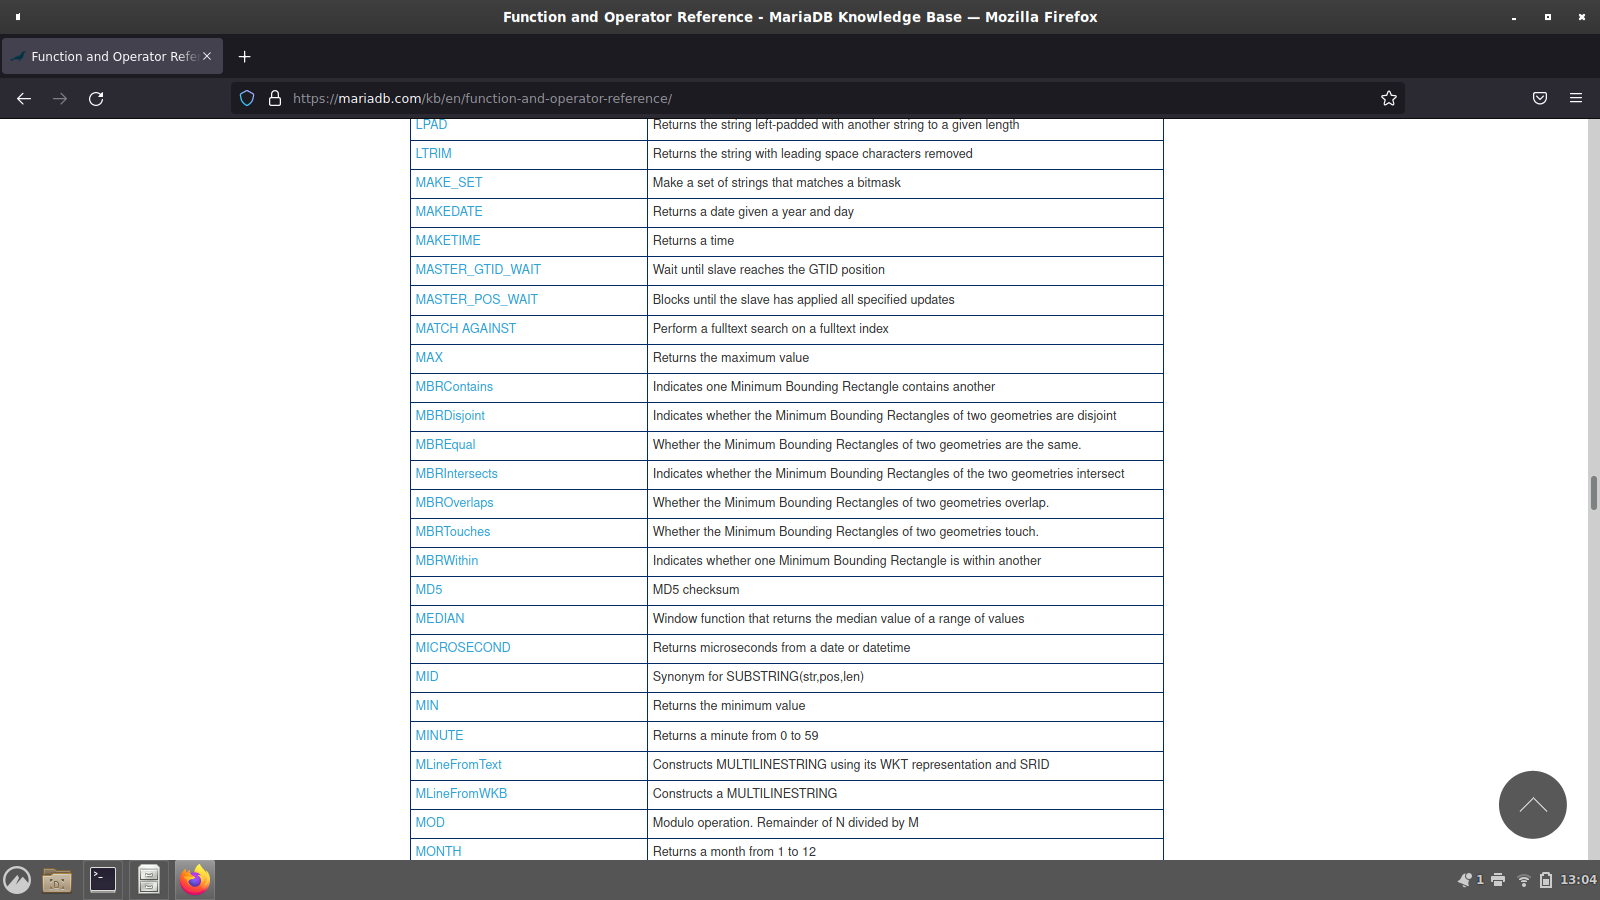 Function and Operator Reference - MariaDB Knowledge Base — Mozilla Firefox
Function and Operator Refe
https://mariadb.com/kb/en/function-and-operator-reference/
LPAD Returns the string left-padded with another string to a given length
LTRIM Returns the string with leading space characters removed
MAKE_SET Make a set of strings that matches a bitmask
MAKEDATE Returns a date given a year and day
MAKETIME Returns a time
MASTER_GTID_WAIT Wait until slave reaches the GTID position
MASTER_POS_WAIT Blocks until the slave has applied all specified updates
MATCH AGAINST Perform a fulltext search on a fulltext index
MAX Returns the maximum value
MBRContains Indicates one Minimum Bounding Rectangle contains another
MBRDisjoint Indicates whether the Minimum Bounding Rectangles of two geometries are disjoint
MBREqual Whether the Minimum Bounding Rectangles of two geometries are the same.
MBRIntersects Indicates whether the Minimum Bounding Rectangles of the two geometries intersect
MBROverlaps Whether the Minimum Bounding Rectangles of two geometries overlap.
MBRTouches Whether the Minimum Bounding Rectangles of two geometries touch.
MBRWithin Indicates whether one Minimum Bounding Rectangle is within another
MD5 MD5 checksum
MEDIAN Window function that returns the median value of a range of values
MICROSECOND Returns microseconds from a date or datetime
MID Synonym for SUBSTRING(str,pos,len)
MIN Returns the minimum value
MINUTE Returns a minute from 0 to 59
MLineFromText Constructs MULTILINESTRING using its WKT representation and SRID
MLineFromWKB Constructs a MULTILINESTRING
MOD Modulo operation. Remainder of N divided by M
MONTH Returns a month from 1 to 12
1 13:04